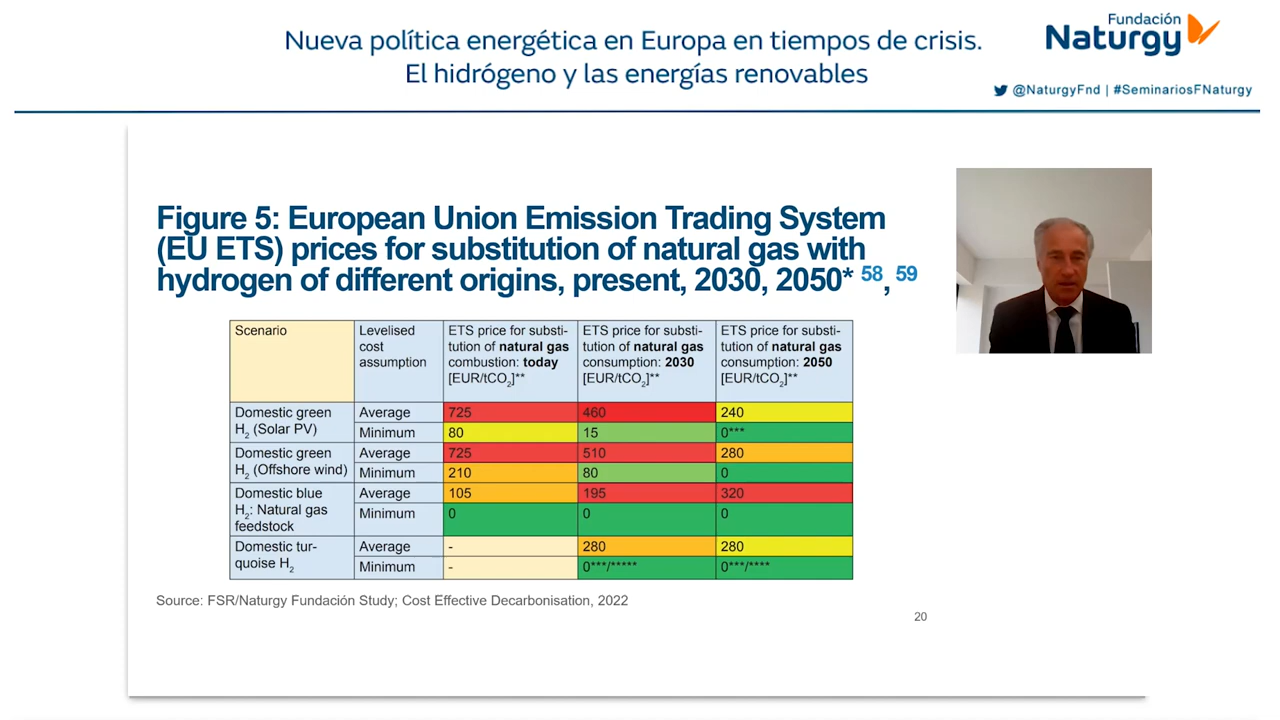 Nueva política energética en Europa en tiempos de crisis.
El hidrógeno y las energías renovables
Fundación
Naturgy
@NaturgyFnd | #SeminariosFNaturgy
Figure 5: European Union Emission Trading System
(EU ETS) prices for substitution of natural gas with
hydrogen of different origins, present, 2030, 2050* 58, 59
Scenario
Levelised
cost
assumption
ETS price for substi-
tution of natural gas
combustion: today
[EUR/tCO2]**
ETS price for substi-
tution of natural gas
consumption: 2030
[EUR/tCO2]**
ETS price for substi-
tution of natural gas
consumption: 2050
[EUR/tCO2]**
Domestic green
H2 (Solar PV)
Average 725 460 240
Minimum 80 15 0***
Domestic green
H2 (Offshore wind)
Average 725 510 280
Minimum 210 80 0
Domestic blue
H2: Natural gas
feedstock
Average 105 195 320
Minimum 0 0 0
Domestic tur-
quoise H2
Average - 280 280
Minimum - 0***/***** 0***/****
Source: FSR/Naturgy Fundación Study; Cost Effective Decarbonisation, 2022
20